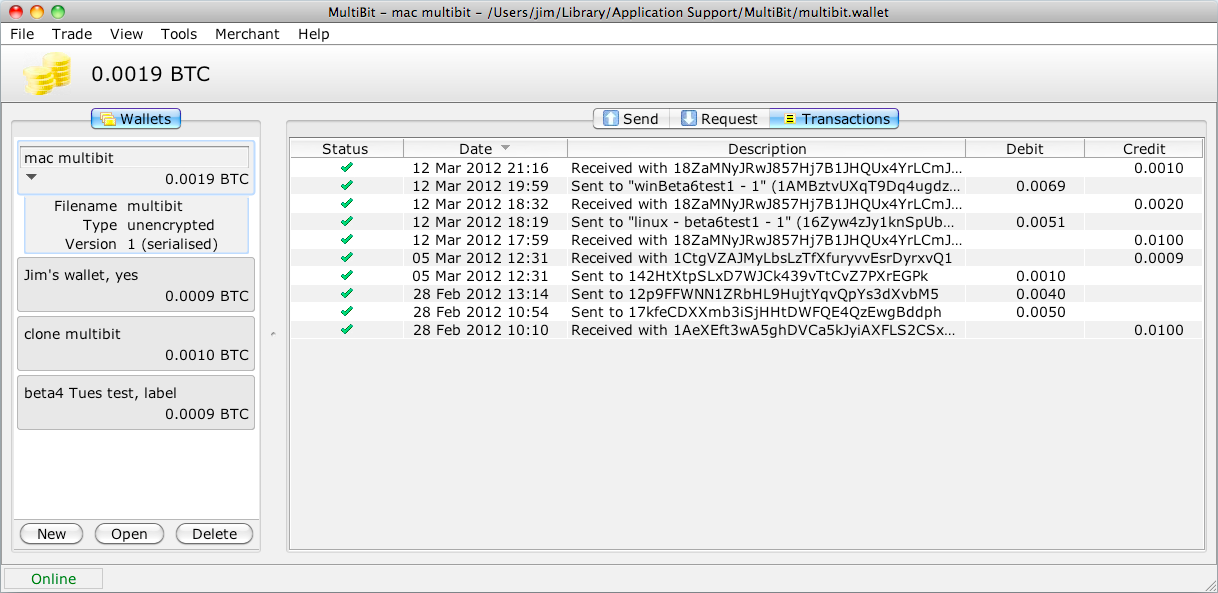 MultiBit – mac multibit – /Users/jim/Library/Application Support/MultiBit/multibit.wallet
File Trade View Tools Merchant Help
0.0019 BTC
Wallets
mac multibit
0.0019 BTC
Filename multibit
Type unencrypted
Version 1 (serialised)
Jim's wallet, yes
0.0009 BTC
clone multibit
0.0010 BTC
beta4 Tues test, label
0.0009 BTC
New Open Delete
Send Request Transactions
Status Date Description Debit Credit
12 Mar 2012 21:16 Received with 18ZaMNyJRwJ857Hj7B1JHQUx4YrLCmJ... 0.0010
12 Mar 2012 19:59 Sent to "winBeta6test1 - 1" (1AMBztvUXqT9Dq4ugdz... 0.0069
12 Mar 2012 18:32 Received with 18ZaMNyJRwJ857Hj7B1JHQUx4YrLCmJ... 0.0020
12 Mar 2012 18:19 Sent to "linux - beta6test1 - 1" (16Zyw4zJy1knSpUb... 0.0051
12 Mar 2012 17:59 Received with 18ZaMNyJRwJ857Hj7B1JHQUx4YrLCmJ... 0.0100
05 Mar 2012 12:31 Received with 1CtgVZAJMyLbsLzTfXfuryvvEsrDyrxvQ1 0.0009
05 Mar 2012 12:31 Sent to 142HtXtpSLxD7WJCk439vTtCvZ7PXrEGPk 0.0010
28 Feb 2012 13:14 Sent to 12p9FFWNN1ZRbHL9HujtYqvQpYs3dXvbM5 0.0040
28 Feb 2012 10:54 Sent to 17kfeCDXXmb3iSjHHtDWFQE4QzEwgBddph 0.0050
28 Feb 2012 10:10 Received with 1AeXEft3wA5ghDVCa5kJyiAXFLS2CSx... 0.0100
Online